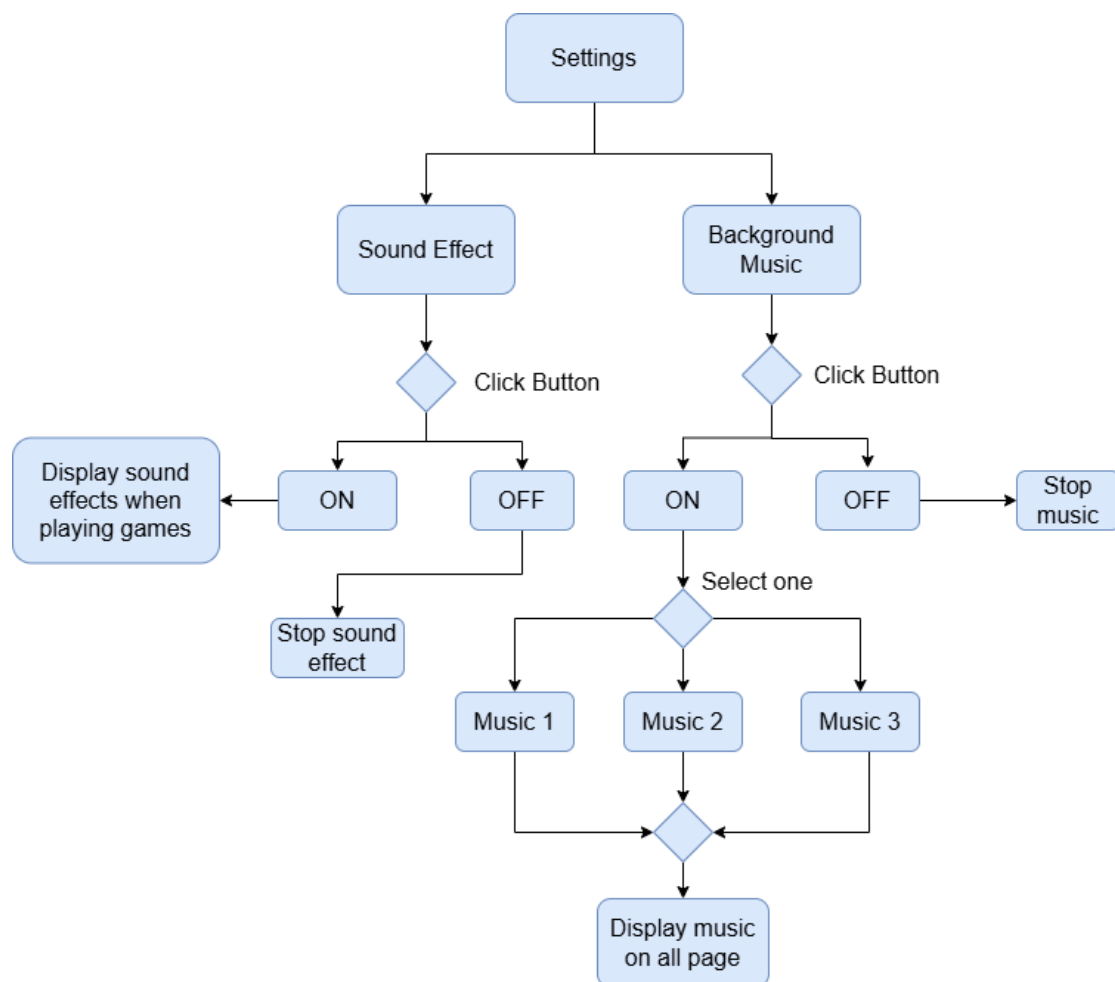 Settings
Sound Effect
Background
Music
Click Button
Click Button
Display sound
effects when
playing games
ON
OFF
ON
OFF
Stop
music
Select one
Stop sound
effect
Music 1
Music 2
Music 3
Display music
on all page